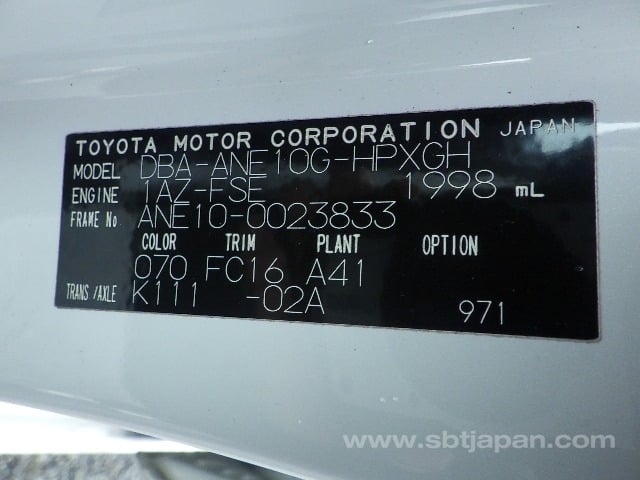 TOYOTA MOTOR CORPORATION JAPAN
MODEL DBA-ANE10G-HPXGH
ENGINE 1AZ-FSE 1998 mL
FRAME No ANE10-0023833
COLOR TRIM PLANT OPTION
070 FC16 A41
TRANS/AXLE K111 -02A
971
www.sbtjapan.com